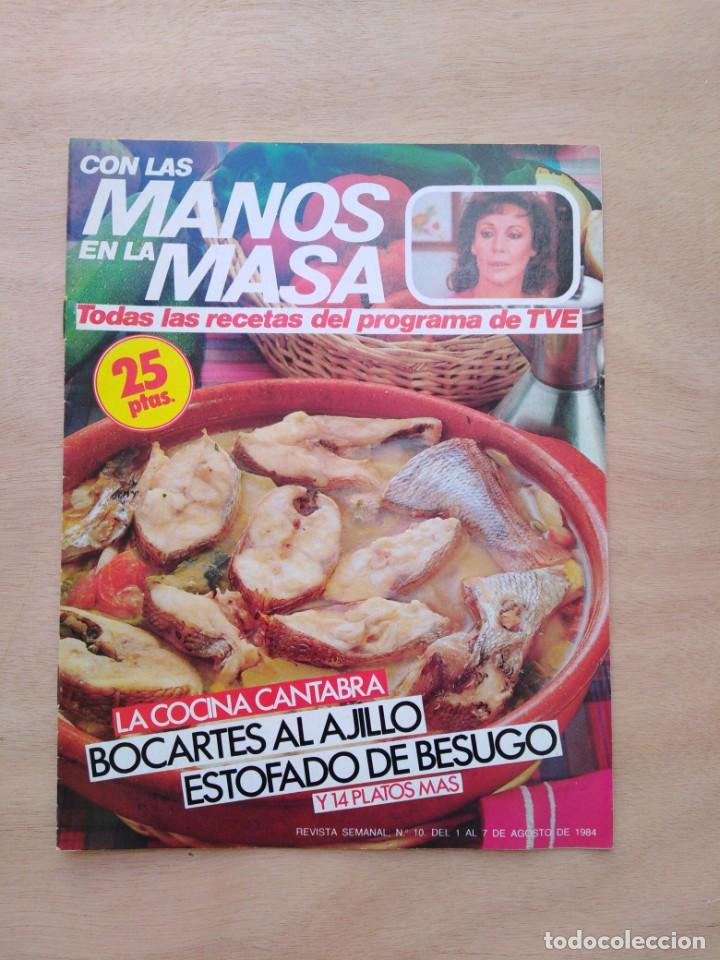 CON LAS
MANOS
EN LA MASA
Todas las recetas del programa de TVE
25
ptas.
LA COCINA CANTABRA
BOCARTES AL AJILLO
ESTOFADO DE BESUGO
Y 14 PLATOS MAS
REVISTA SEMANAL, N.º 10. DEL 1 AL 7 DE AGOSTO DE 1984
todocoleccion